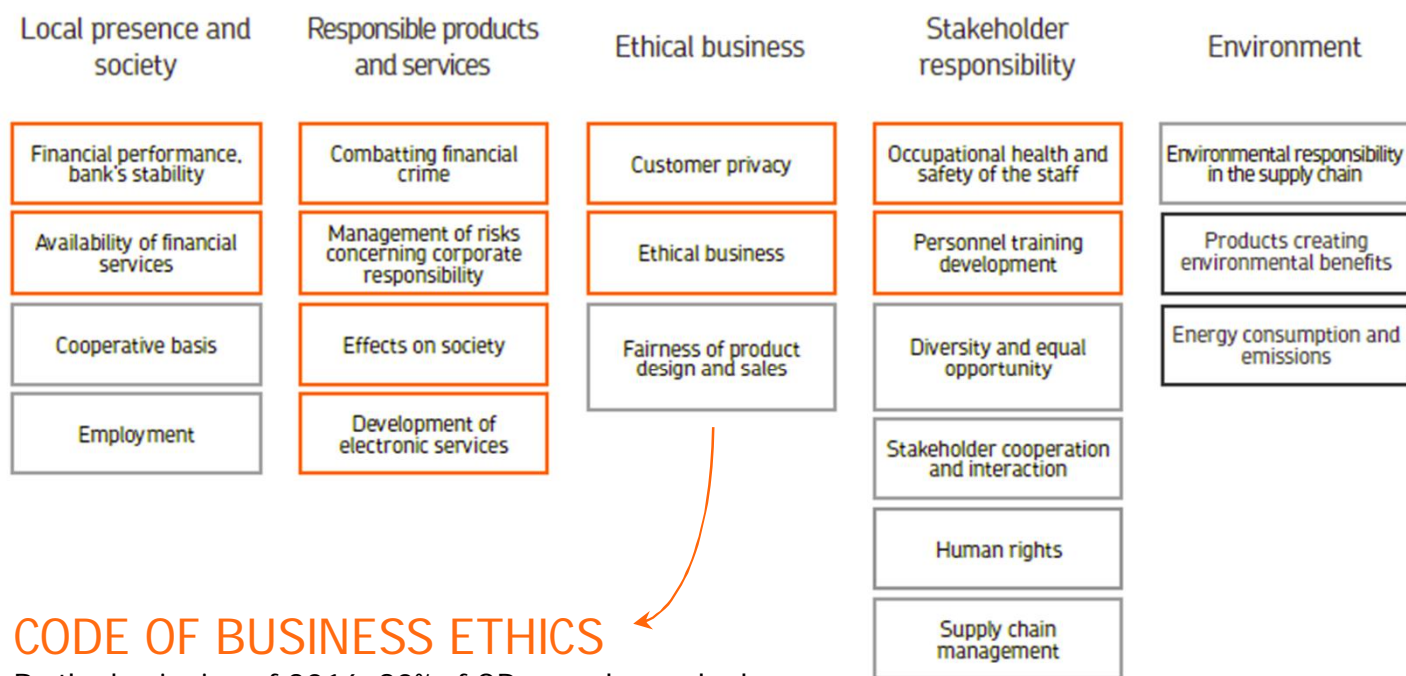 Local presence and
society
Financial performance,
bank's stability
Availability of financial
services
Cooperative basis
Employment
Responsible products
and services
Combatting financial
crime
Management of risks
concerning corporate
responsibility
Effects on society
Development of
electronic services
Ethical business
Customer privacy
Ethical business
Fairness of product
design and sales
Stakeholder
responsibility
Occupational health and
safety of the staff
Personnel training
development
Diversity and equal
opportunity
Stakeholder cooperation
and interaction
Human rights
Supply chain
management
Environment
Environmental responsibility
in the supply chain
Products creating
environmental benefits
Energy consumption and
emissions
CODE OF BUSINESS ETHICS